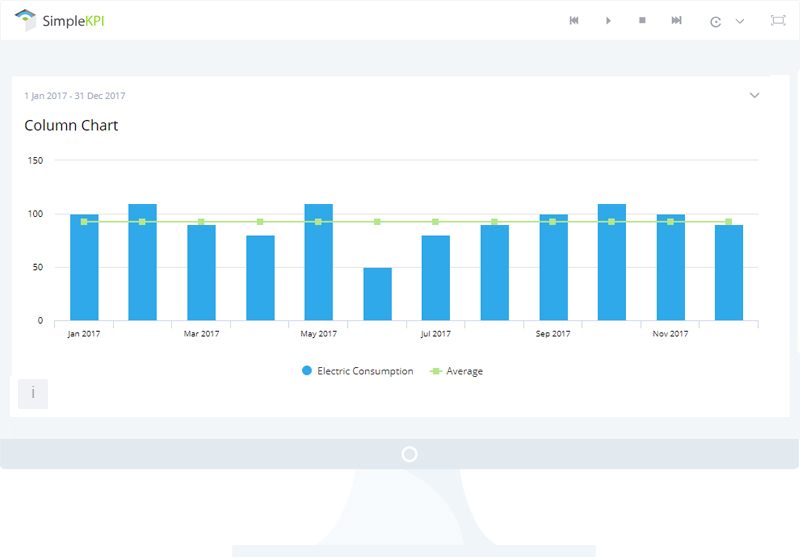 SimpleKPI
1 Jan 2017 - 31 Dec 2017
Column Chart
150
100
50
0
Jan 2017 Mar 2017 May 2017 Jul 2017 Sep 2017 Nov 2017
Electric Consumption Average
i